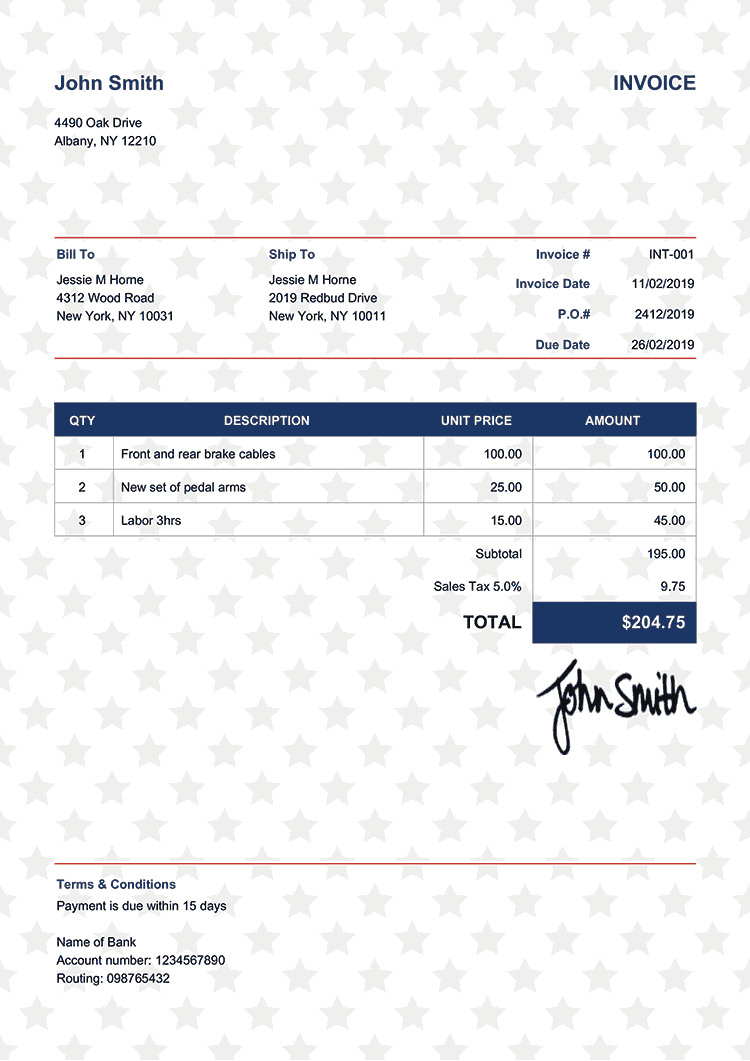 John Smith
INVOICE
4490 Oak Drive
Albany, NY 12210
Bill To
Jessie M Horne
4312 Wood Road
New York, NY 10031
Ship To
Jessie M Horne
2019 Redbud Drive
New York, NY 10011
Invoice # INT-001
Invoice Date 11/02/2019
P.O.# 2412/2019
Due Date 26/02/2019
QTY DESCRIPTION UNIT PRICE AMOUNT
1 Front and rear brake cables 100.00 100.00
2 New set of pedal arms 25.00 50.00
3 Labor 3hrs 15.00 45.00
Subtotal 195.00
Sales Tax 5.0% 9.75
TOTAL $204.75
John Smith
Terms & Conditions
Payment is due within 15 days
Name of Bank
Account number: 1234567890
Routing: 098765432